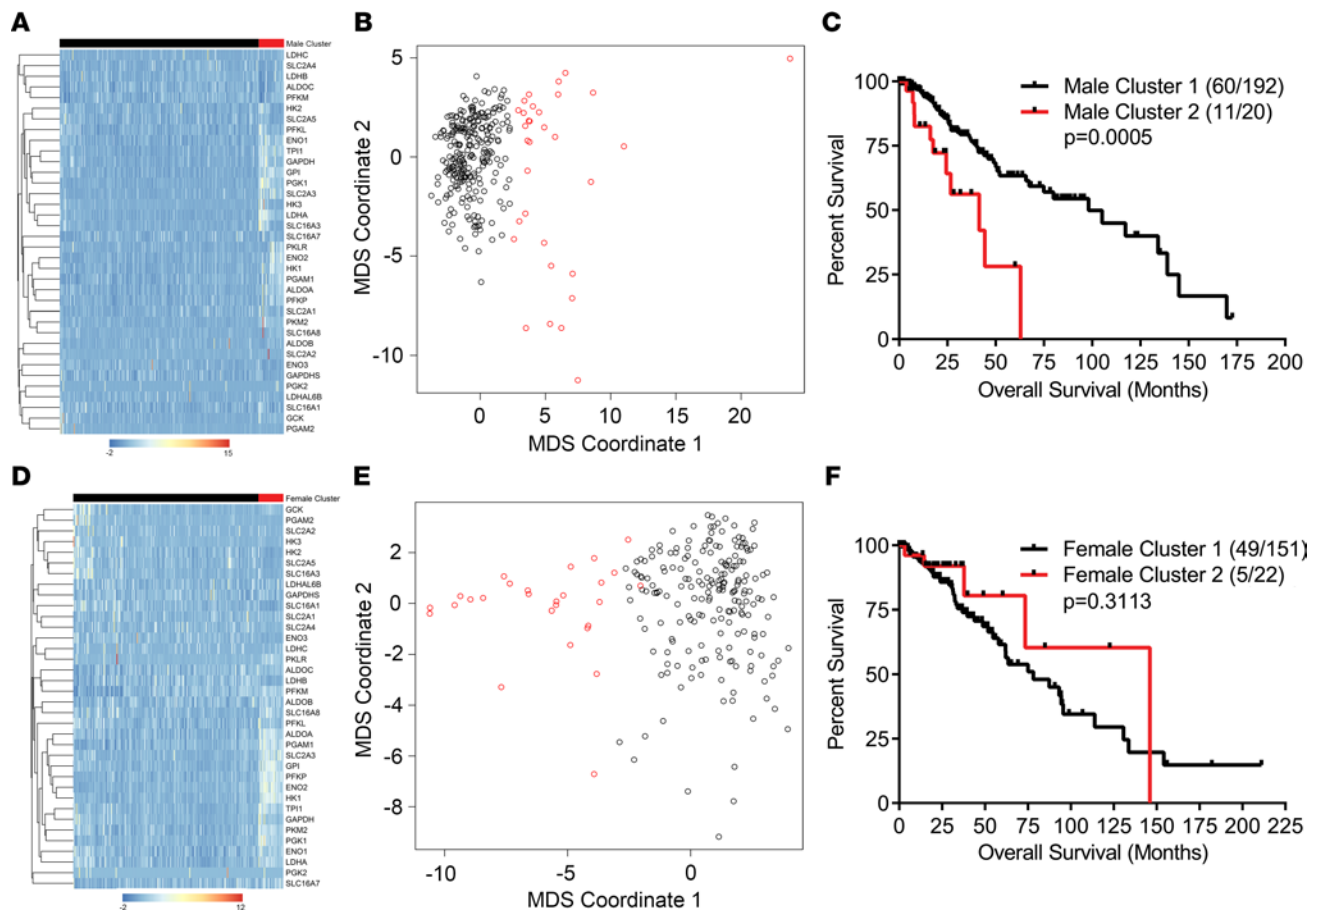 A
Male Cluster
LDHC
SLC2A4
LDHB
ALDOC
PFKM
HK2
SLC2A5
PFKL
ENO1
TPI1
GAPDH
GPI
PGK1
SLC2A3
HK3
LDHA
SLC16A3
SLC16A7
PKLR
ENO2
HK1
PGAM1
ALDOA
PFKP
SLC2A1
PKM2
SLC16A8
ALDOB
SLC2A2
ENO3
GAPDHS
PGK2
LDHAL6B
SLC16A1
GCK
PGAM2
-2 15
B
MDS Coordinate 2
5
0
-5
-10
0 5 10 15 20
MDS Coordinate 1
C
Percent Survival
100
75
50
25
0
Male Cluster 1 (60/192)
Male Cluster 2 (11/20)
p=0.0005
0 25 50 75 100 125 150 175 200
Overall Survival (Months)
D
Female Cluster
GCK
PGAM2
SLC2A2
HK3
HK2
SLC2A5
SLC16A3
LDHAL6B
GAPDHS
SLC16A1
SLC2A1
SLC2A4
ENO3
LDHC
PKLR
ALDOC
LDHB
PFKM
ALDOB
SLC16A8
PFKL
ALDOA
PGAM1
SLC2A3
GPI
PFKP
ENO2
HK1
TPI1
GAPDH
PKM2
PGK1
ENO1
LDHA
PGK2
SLC16A7
-2 12
E
MDS Coordinate 2
2
0
-2
-4
-6
-8
-10 -5 0
MDS Coordinate 1
F
Percent Survival
100
75
50
25
0
Female Cluster 1 (49/151)
Female Cluster 2 (5/22)
p=0.3113
0 25 50 75 100 125 150 175 200 225
Overall Survival (Months)